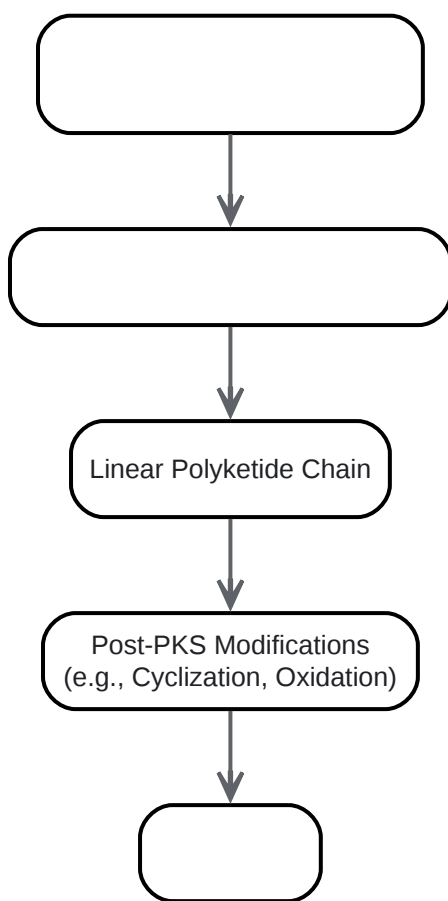 Linear Polyketide Chain
Post-PKS Modifications
(e.g., Cyclization, Oxidation)